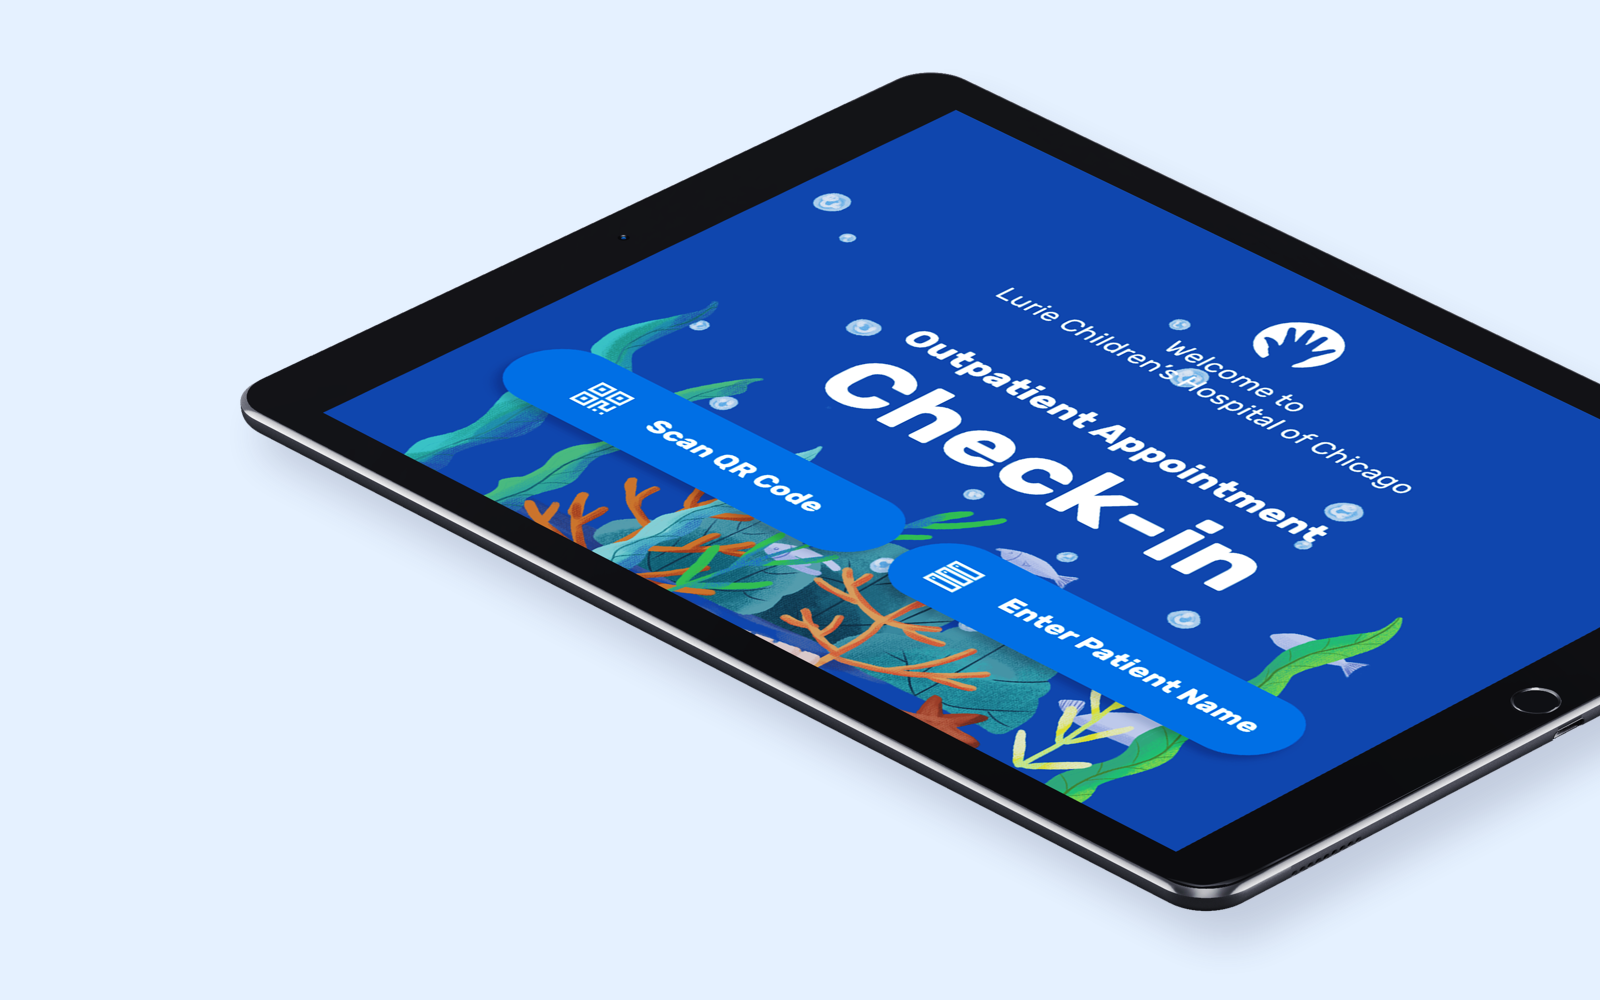 Welcome to
Lurie Children's Hospital of Chicago
Outpatient Appointment
Check-in
Scan QR Code
Enter Patient Name